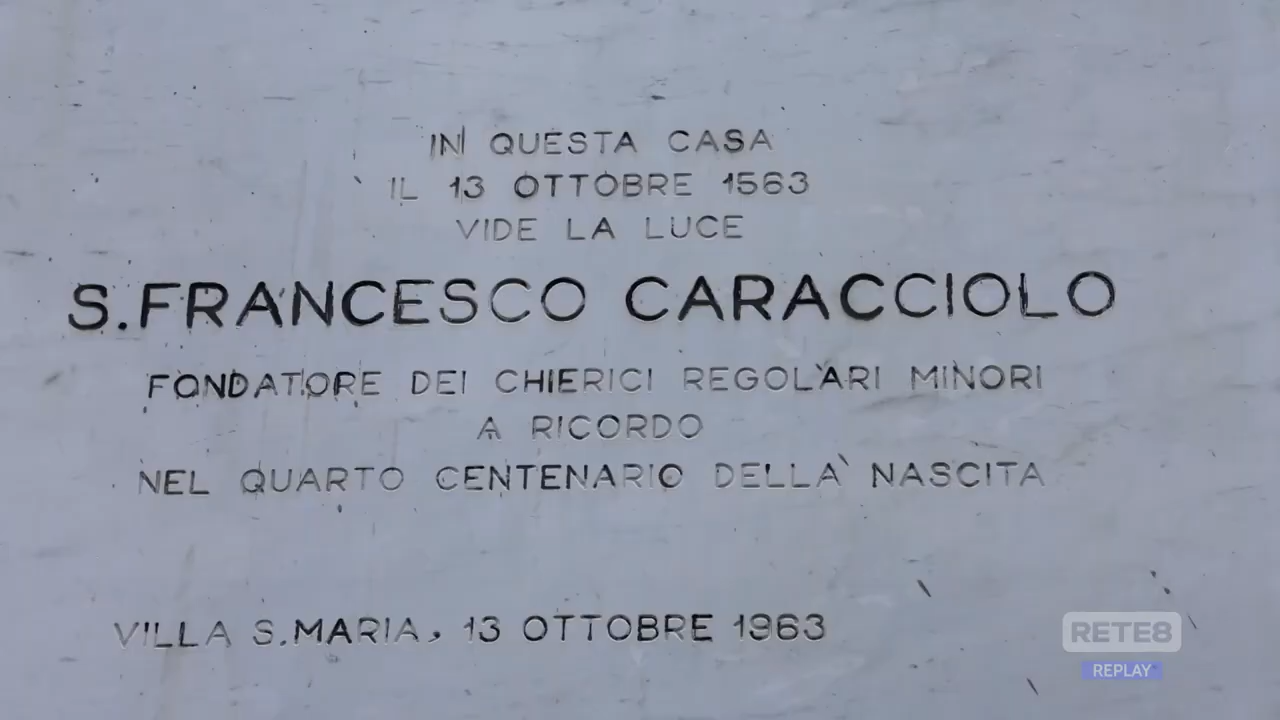 IN QUESTA CASA
IL 13 OTTOBRE 1563
VIDE LA LUCE
S.FRANCESCO CARACCIOLO
FONDATORE DEI CHIERICI REGOLARI MINORI
A RICORDO
NEL QUARTO CENTENARIO DELLA NASCITA
VILLA S.MARIA, 13 OTTOBRE 1963
RETE8
REPLAY